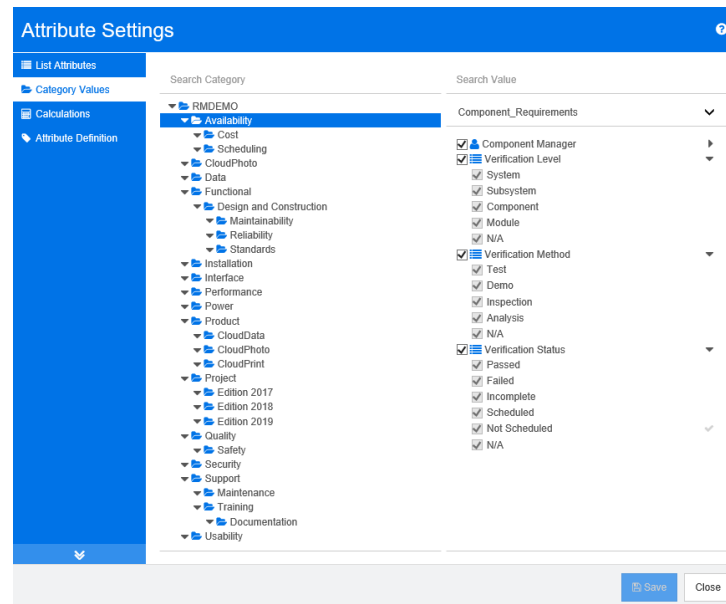 Attribute Settings
List Attributes
Category Values
Calculations
Attribute Definition
Search Category
RMDEMO
Availability
Cost
Scheduling
CloudPhoto
Data
Functional
Design and Construction
Maintainability
Reliability
Standards
Installation
Interface
Performance
Power
Product
CloudData
CloudPhoto
CloudPrint
Project
Edition 2017
Edition 2018
Edition 2019
Quality
Safety
Security
Support
Maintenance
Training
Documentation
Usability
Search Value
Component_Requirements
Component Manager
Verification Level
System
Subsystem
Component
Module
N/A
Verification Method
Test
Demo
Inspection
Analysis
N/A
Verification Status
Passed
Failed
Incomplete
Scheduled
Not Scheduled
N/A
Save
Close